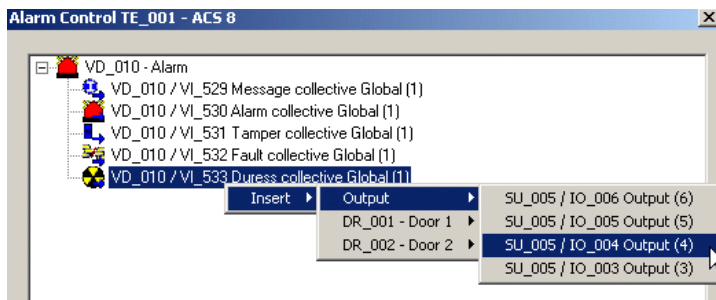 Alarm Control TE_001 - ACS 8
VD_010 - Alarm
VD_010 / VI_529 Message collective Global (1)
VD_010 / VI_530 Alarm collective Global (1)
VD_010 / VI_531 Tamper collective Global (1)
VD_010 / VI_532 Fault collective Global (1)
VD_010 / VI_533 Duress collective Global (1)
Insert
Output
DR_001 - Door 1
DR_002 - Door 2
SU_005 / IO_006 Output (6)
SU_005 / IO_005 Output (5)
SU_005 / IO_004 Output (4)
SU_005 / IO_003 Output (3)